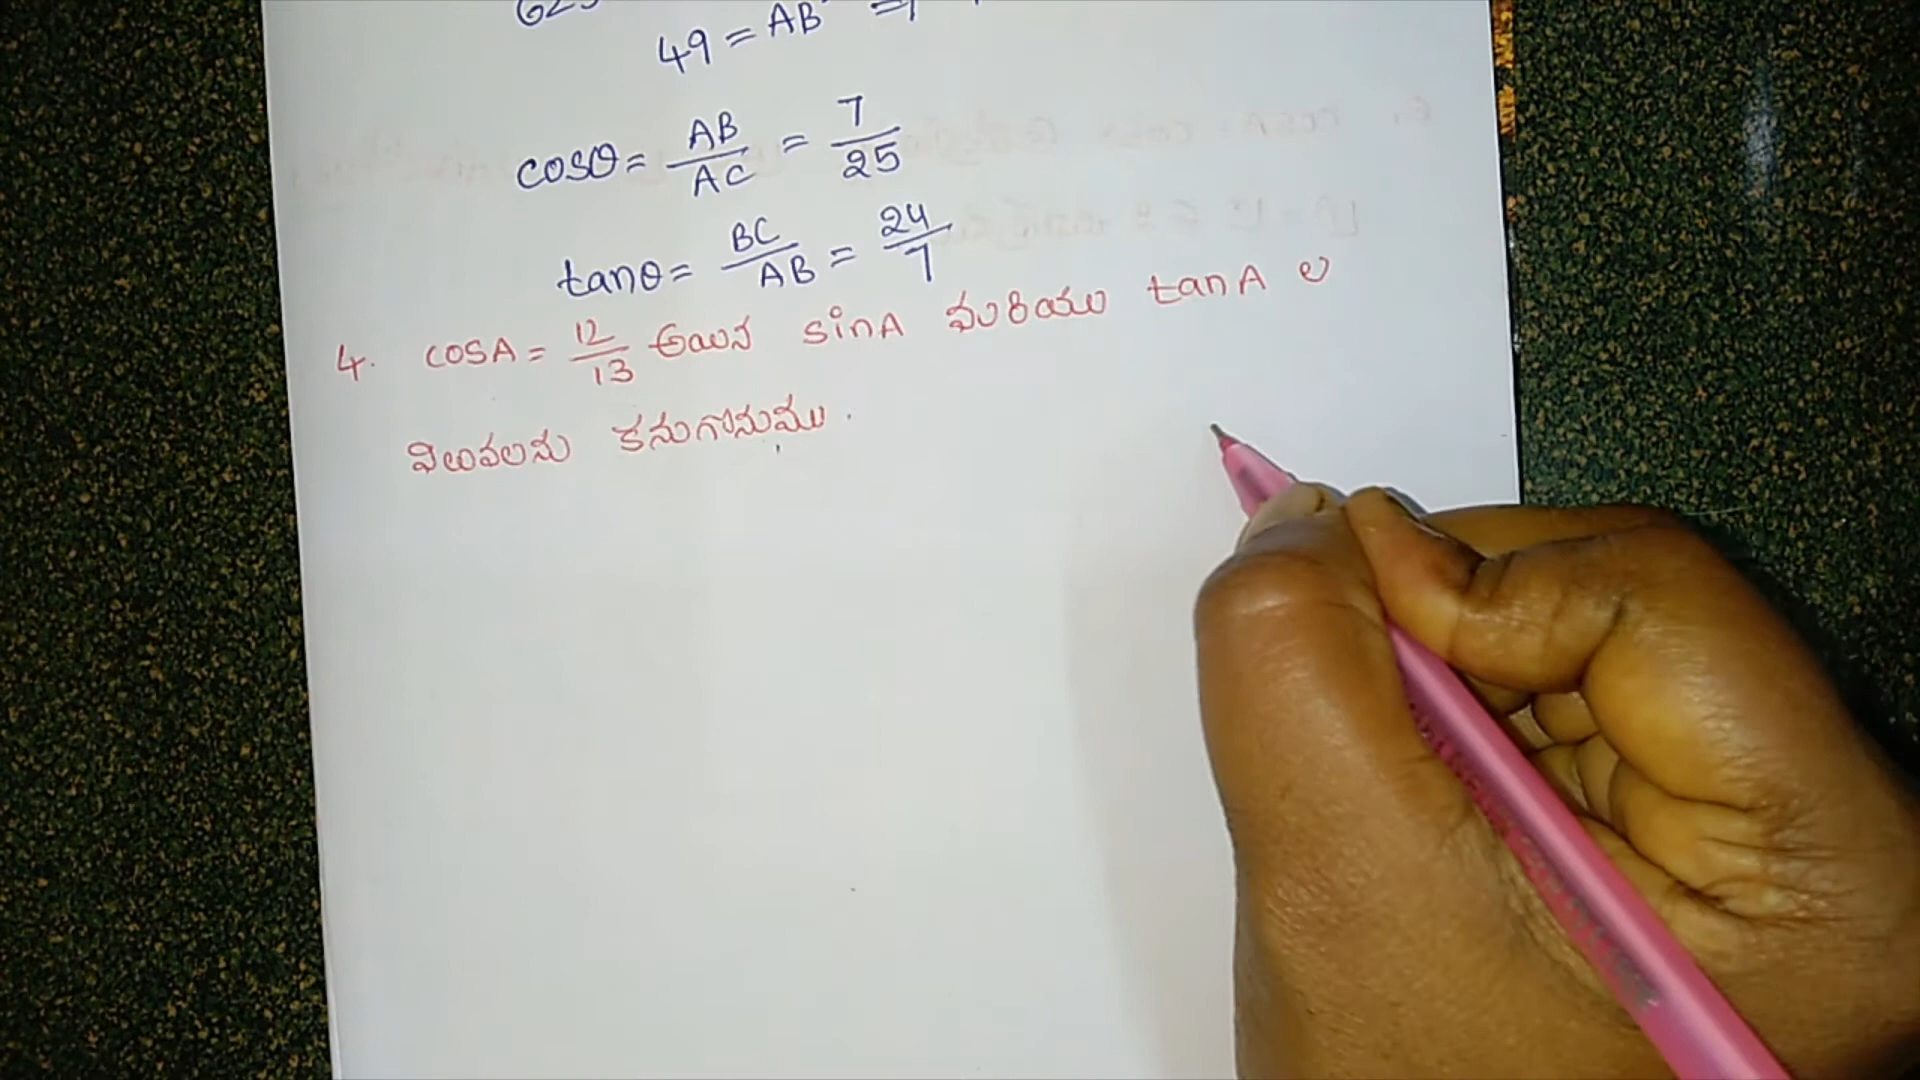 49 = AB
cosθ = AB/AC = 7/25
tanθ = BC/AB = 24/7
4. cosA = 12/13 అయిన sinA మరియు tanA ల
విలువలను కనుగొనుము.